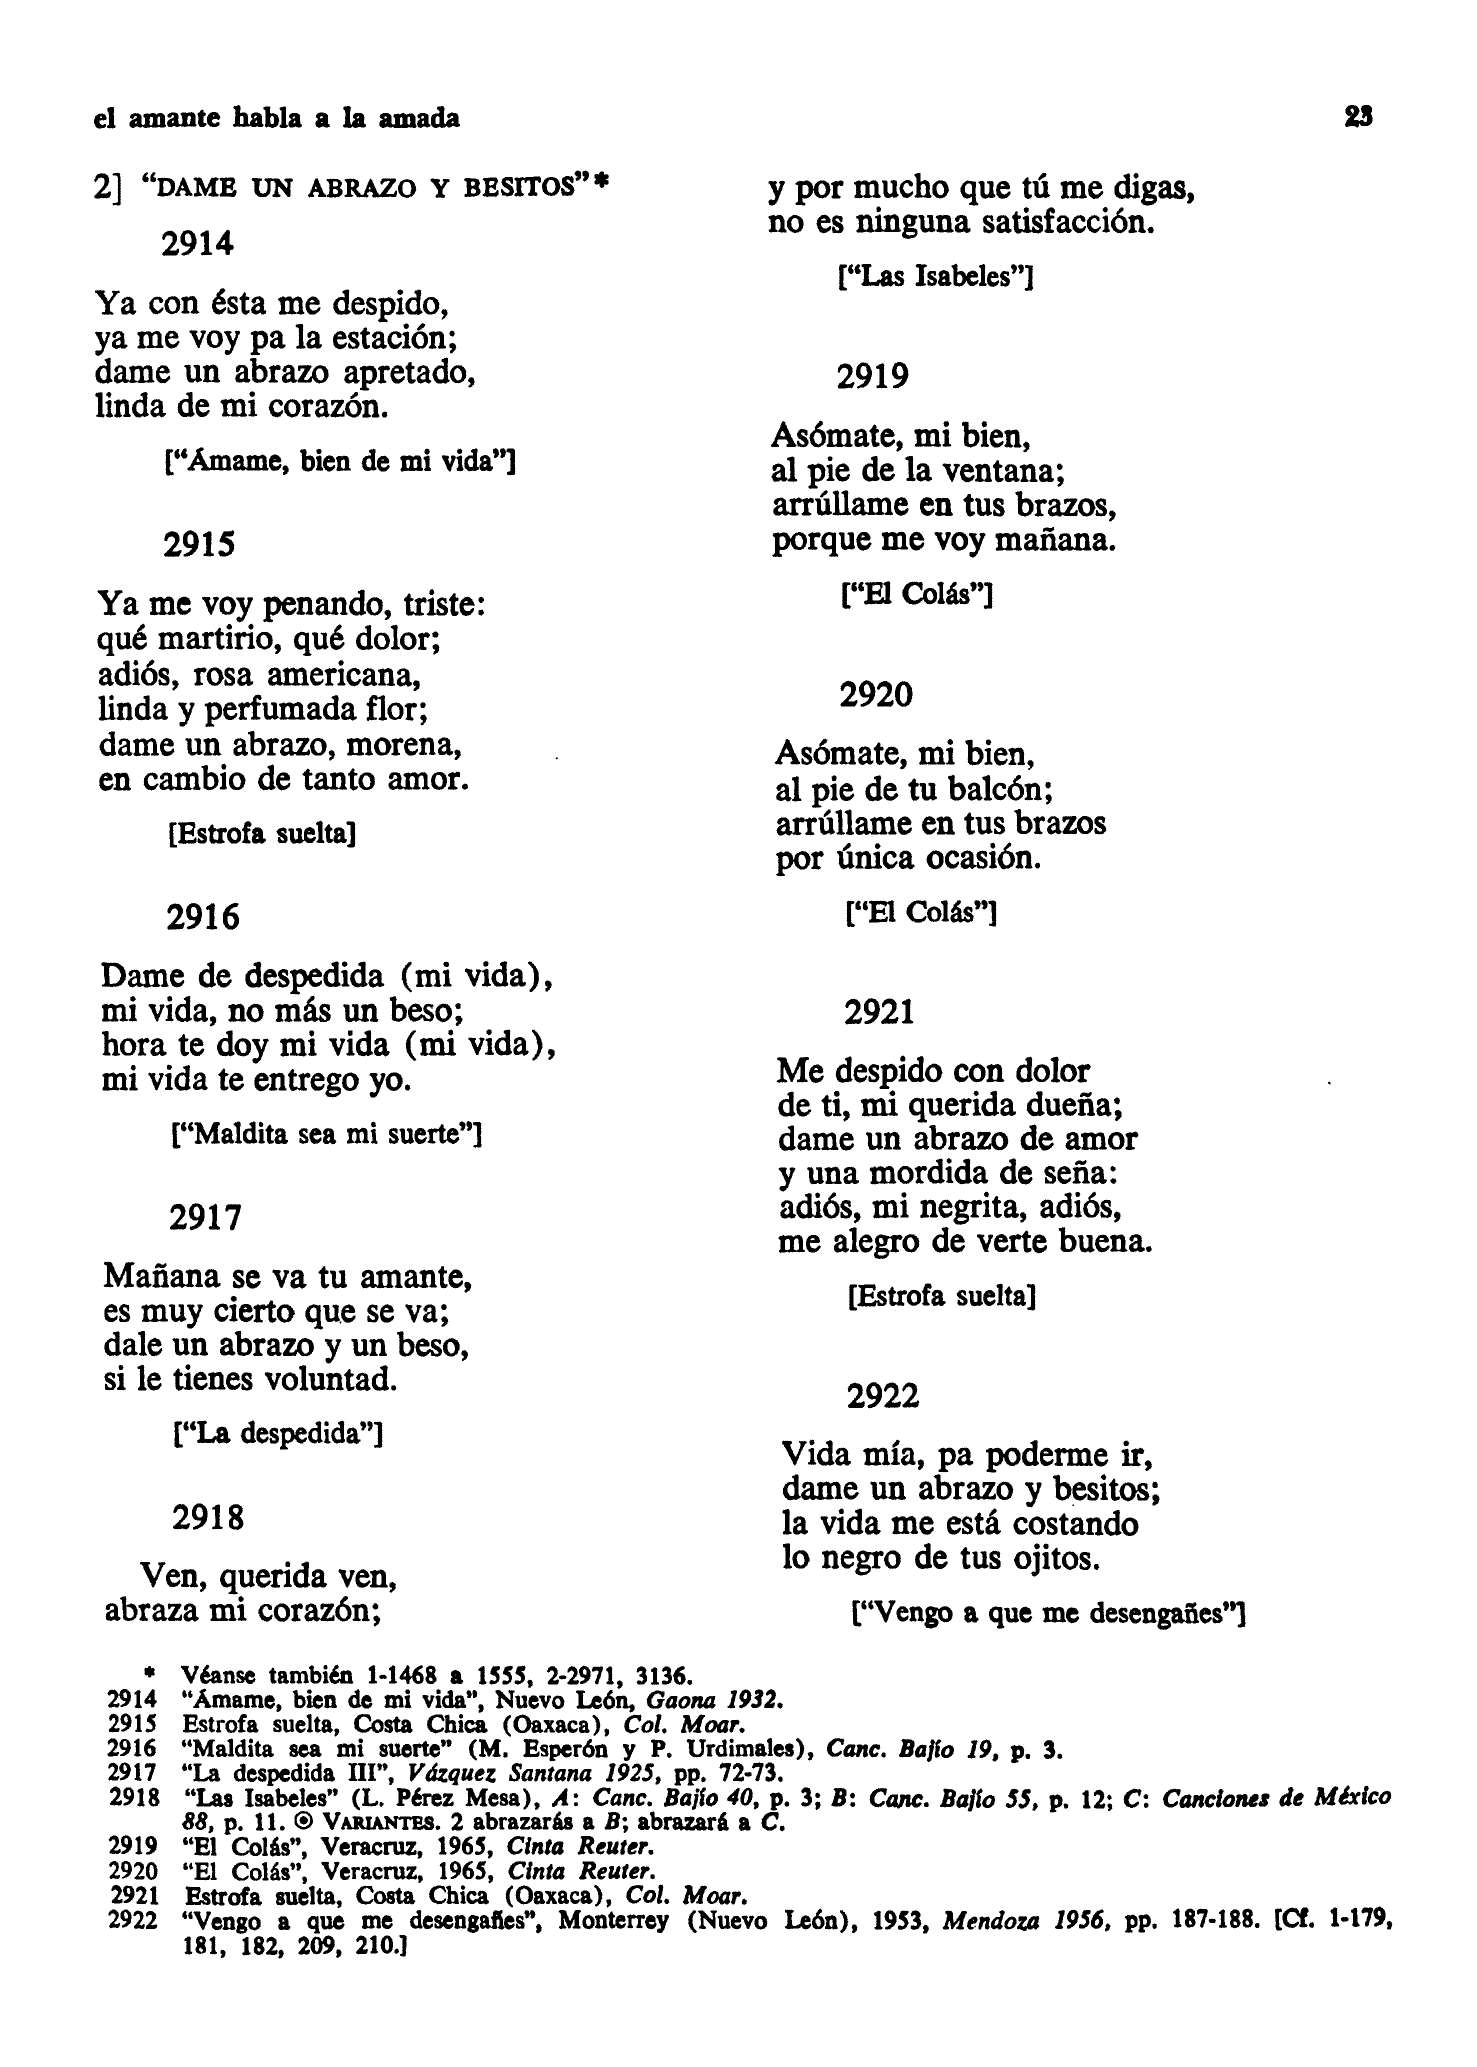 el amante habla a la amada
23
2] “DAME UN ABRAZO Y BESITOS”*
2914
Ya con ésta me despido,
ya me voy pa la estación;
dame un abrazo apretado,
linda de mi corazón.
[“Ámame, bien de mi vida”]
2915
Ya me voy penando, triste:
qué martirio, qué dolor;
adiós, rosa americana,
linda y perfumada flor;
dame un abrazo, morena,
en cambio de tanto amor.
[Estrofa suelta]
2916
Dame de despedida (mi vida),
mi vida, no más un beso;
hora te doy mi vida (mi vida),
mi vida te entrego yo.
[“Maldita sea mi suerte”]
2917
Mañana se va tu amante,
es muy cierto que se va;
dale un abrazo y un beso,
si le tienes voluntad.
[“La despedida”]
2918
Ven, querida ven,
abraza mi corazón;
y por mucho que tú me digas,
no es ninguna satisfacción.
[“Las Isabeles”]
2919
Asómate, mi bien,
al pie de la ventana;
arrúllame en tus brazos,
porque me voy mañana.
[“El Colás”]
2920
Asómate, mi bien,
al pie de tu balcón;
arrúllame en tus brazos
por única ocasión.
[“El Colás”]
2921
Me despido con dolor
de ti, mi querida dueña;
dame un abrazo de amor
y una mordida de seña:
adiós, mi negrita, adiós,
me alegro de verte buena.
[Estrofa suelta]
2922
Vida mía, pa poderme ir,
dame un abrazo y besitos;
la vida me está costando
lo negro de tus ojitos.
[“Vengo a que me desengañes”]
* Véanse también 1-1468 a 1555, 2-2971, 3136.
2914 “Ámame, bien de mi vida”, Nuevo León, Gaona 1932.
2915 Estrofa suelta, Costa Chica (Oaxaca), Col. Moar.
2916 “Maldita sea mi suerte” (M. Esperón y P. Urdimales), Canc. Bajío 19, p. 3.
2917 “La despedida III”, Vázquez Santana 1925, pp. 72-73.
2918 “Las Isabeles” (L. Pérez Mesa), A: Canc. Bajío 40, p. 3; B: Canc. Bajío 55, p. 12; C: Canciones de México
88, p. 11. ® VARIANTES. 2 abrazarás a B; abrazará a C.
2919 “El Colás”, Veracruz, 1965, Cinta Reuter.
2920 “El Colás”, Veracruz, 1965, Cinta Reuter.
2921 Estrofa suelta, Costa Chica (Oaxaca), Col. Moar.
2922 “Vengo a que me desengañes”, Monterrey (Nuevo León), 1953, Mendoza 1956, pp. 187-188. [Cf. 1-179,
181, 182, 209, 210.]